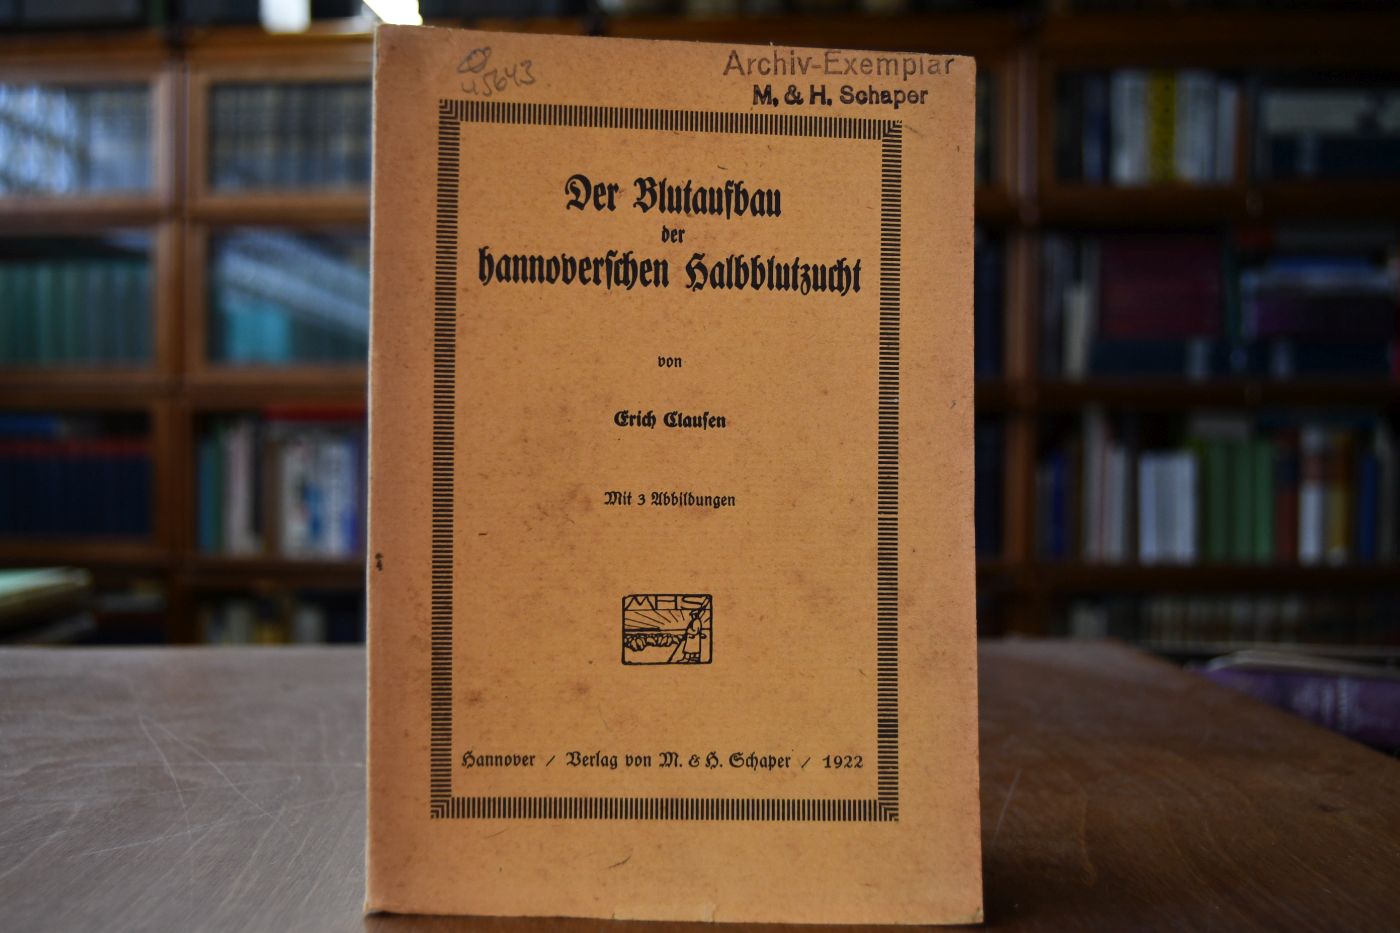 Archiv-Exemplar
M. & H. Schaper
Der Blutaufbau
der
hannoverschen Halbblutzucht
von
Erich Clausen
Mit 3 Abbildungen
MHS
Hannover / Verlag von M. & H. Schaper / 1922